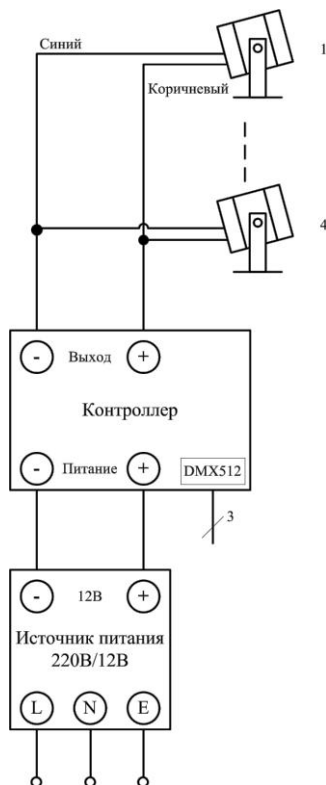 Синий
1
Коричневый
4
- Выход +
Контроллер
- Питание +
DMX512
3
- 12В +
Источник питания
220В/12В
L N E